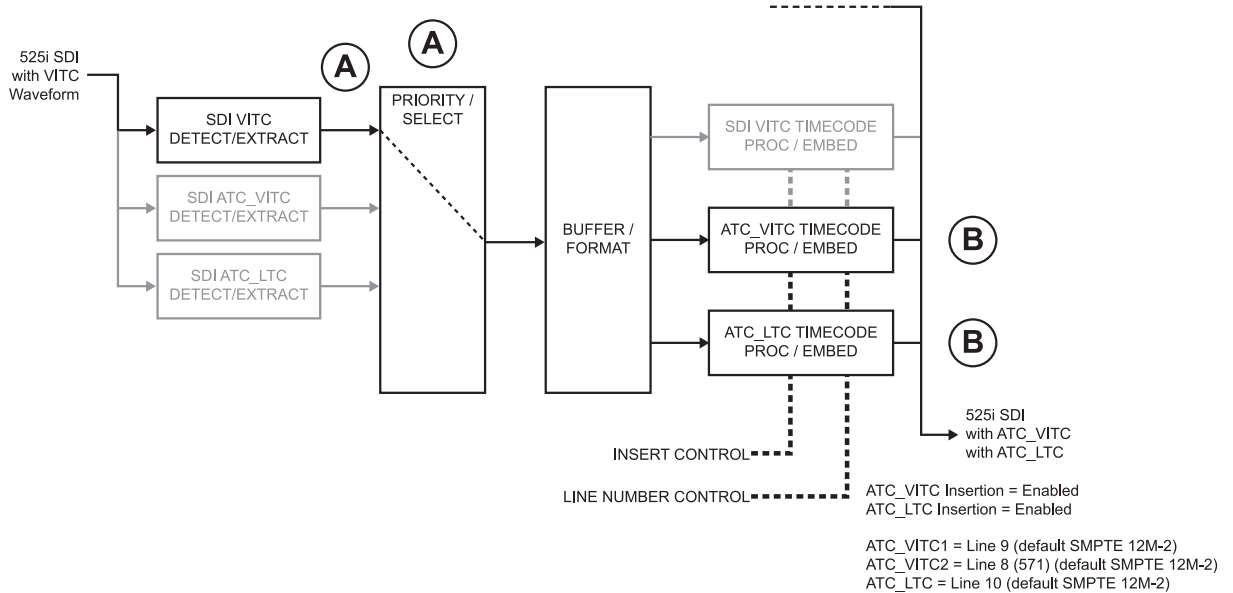 525i SDI
with VITC
Waveform
A
A
SDI VITC
DETECT/EXTRACT
SDI ATC_VITC
DETECT/EXTRACT
SDI ATC_LTC
DETECT/EXTRACT
PRIORITY /
SELECT
BUFFER /
FORMAT
SDI VITC TIMECODE
PROC / EMBED
ATC_VITC TIMECODE
PROC / EMBED
B
ATC_LTC TIMECODE
PROC / EMBED
B
525i SDI
with ATC_VITC
with ATC_LTC
INSERT CONTROL
LINE NUMBER CONTROL
ATC_VITC Insertion = Enabled
ATC_LTC Insertion = Enabled
ATC_VITC1 = Line 9 (default SMPTE 12M-2)
ATC_VITC2 = Line 8 (571) (default SMPTE 12M-2)
ATC_LTC = Line 10 (default SMPTE 12M-2)